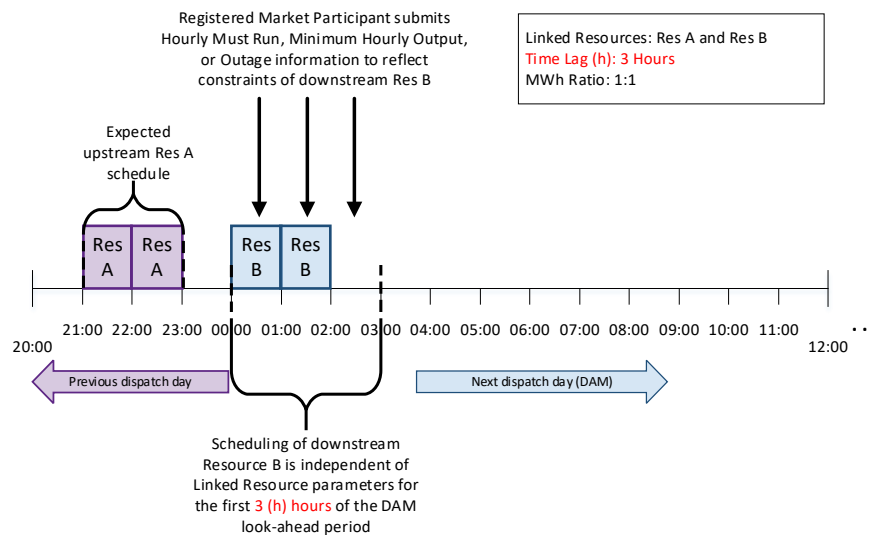 Registered Market Participant submits
Hourly Must Run, Minimum Hourly Output,
or Outage information to reflect
constraints of downstream Res B
Linked Resources: Res A and Res B
Time Lag (h): 3 Hours
MWh Ratio: 1:1
Expected
upstream Res A
schedule
Res A
Res A
Res B
Res B
20:00 21:00 22:00 23:00 00:00 01:00 02:00 03:00 04:00 05:00 06:00 07:00 08:00 09:00 10:00 11:00 12:00 ..
Previous dispatch day
Next dispatch day (DAM)
Scheduling of downstream
Resource B is independent of
Linked Resource parameters for
the first 3 (h) hours of the DAM
look-ahead period